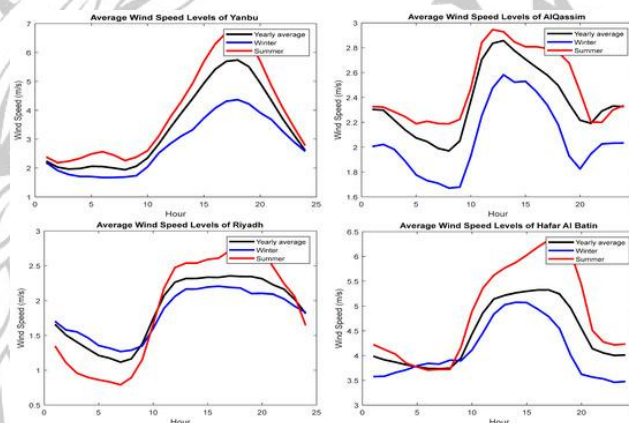 Average Wind Speed Levels of Yanbu
7
6
5
4
3
2
1
Wind Speed (m/s)
0
5
10
15
20
25
Hour
Yearly average
Winter
Summer
Average Wind Speed Levels of AlQassim
3
2.8
2.6
2.4
2.2
2
1.8
1.6
Wind Speed (m/s)
0
5
10
15
20
25
Hour
Yearly average
Winter
Summer
Average Wind Speed Levels of Riyadh
3
2.5
2
1.5
1
0.5
Wind Speed (m/s)
0
5
10
15
20
25
Hour
Yearly average
Winter
Summer
Average Wind Speed Levels of Hafar Al Batin
6.5
6
5.5
5
4.5
4
3.5
3
Wind Speed (m/s)
0
5
10
15
20
25
Hour
Yearly average
Winter
Summer